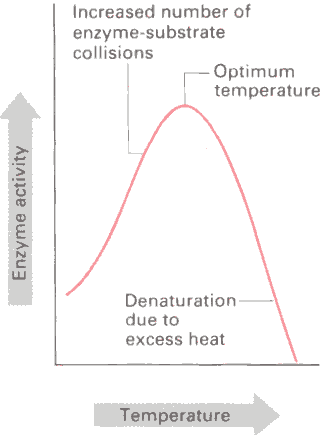 Increased number of
enzyme-substrate
collisions
Optimum
temperature
Enzyme activity
Denaturation
due to
excess heat
Temperature